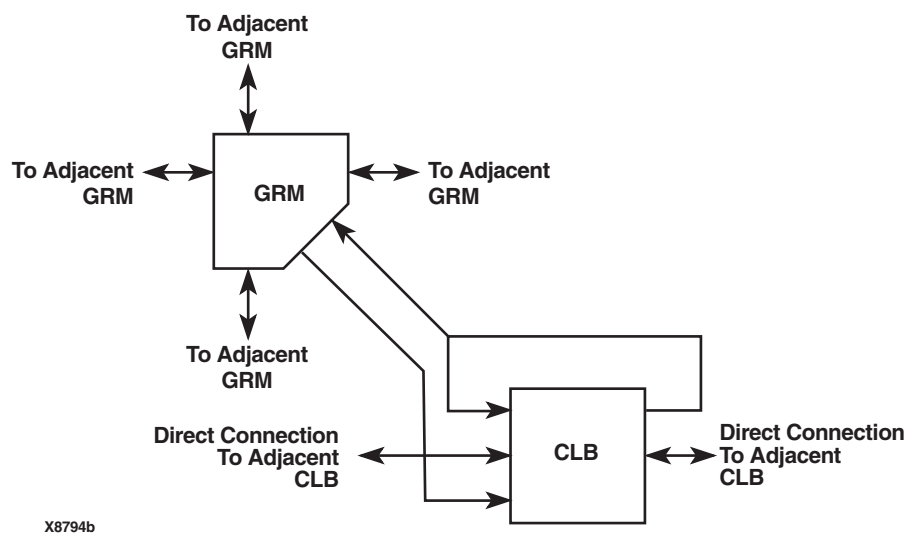 To Adjacent
GRM
To Adjacent
GRM
GRM
To Adjacent
GRM
To Adjacent
GRM
Direct Connection
To Adjacent
CLB
CLB
Direct Connection
To Adjacent
CLB
X8794b